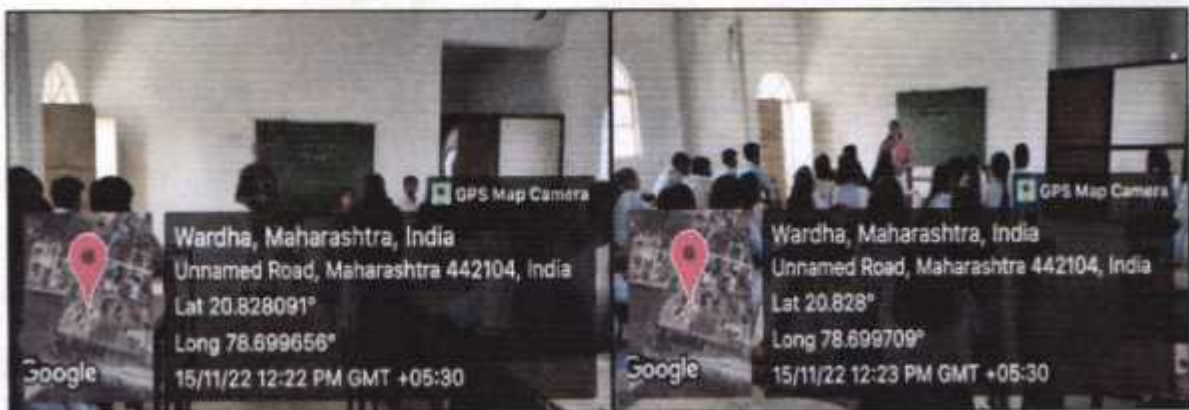 GPS Map Camera
Wardha, Maharashtra, India
Unnamed Road, Maharashtra 442104, India
Lat 20.828091°
Long 78.699656°
15/11/22 12:22 PM GMT +05:30
Google
GPS Map Camera
Wardha, Maharashtra, India
Unnamed Road, Maharashtra 442104, India
Lat 20.828°
Long 78.699709°
15/11/22 12:23 PM GMT +05:30
Google